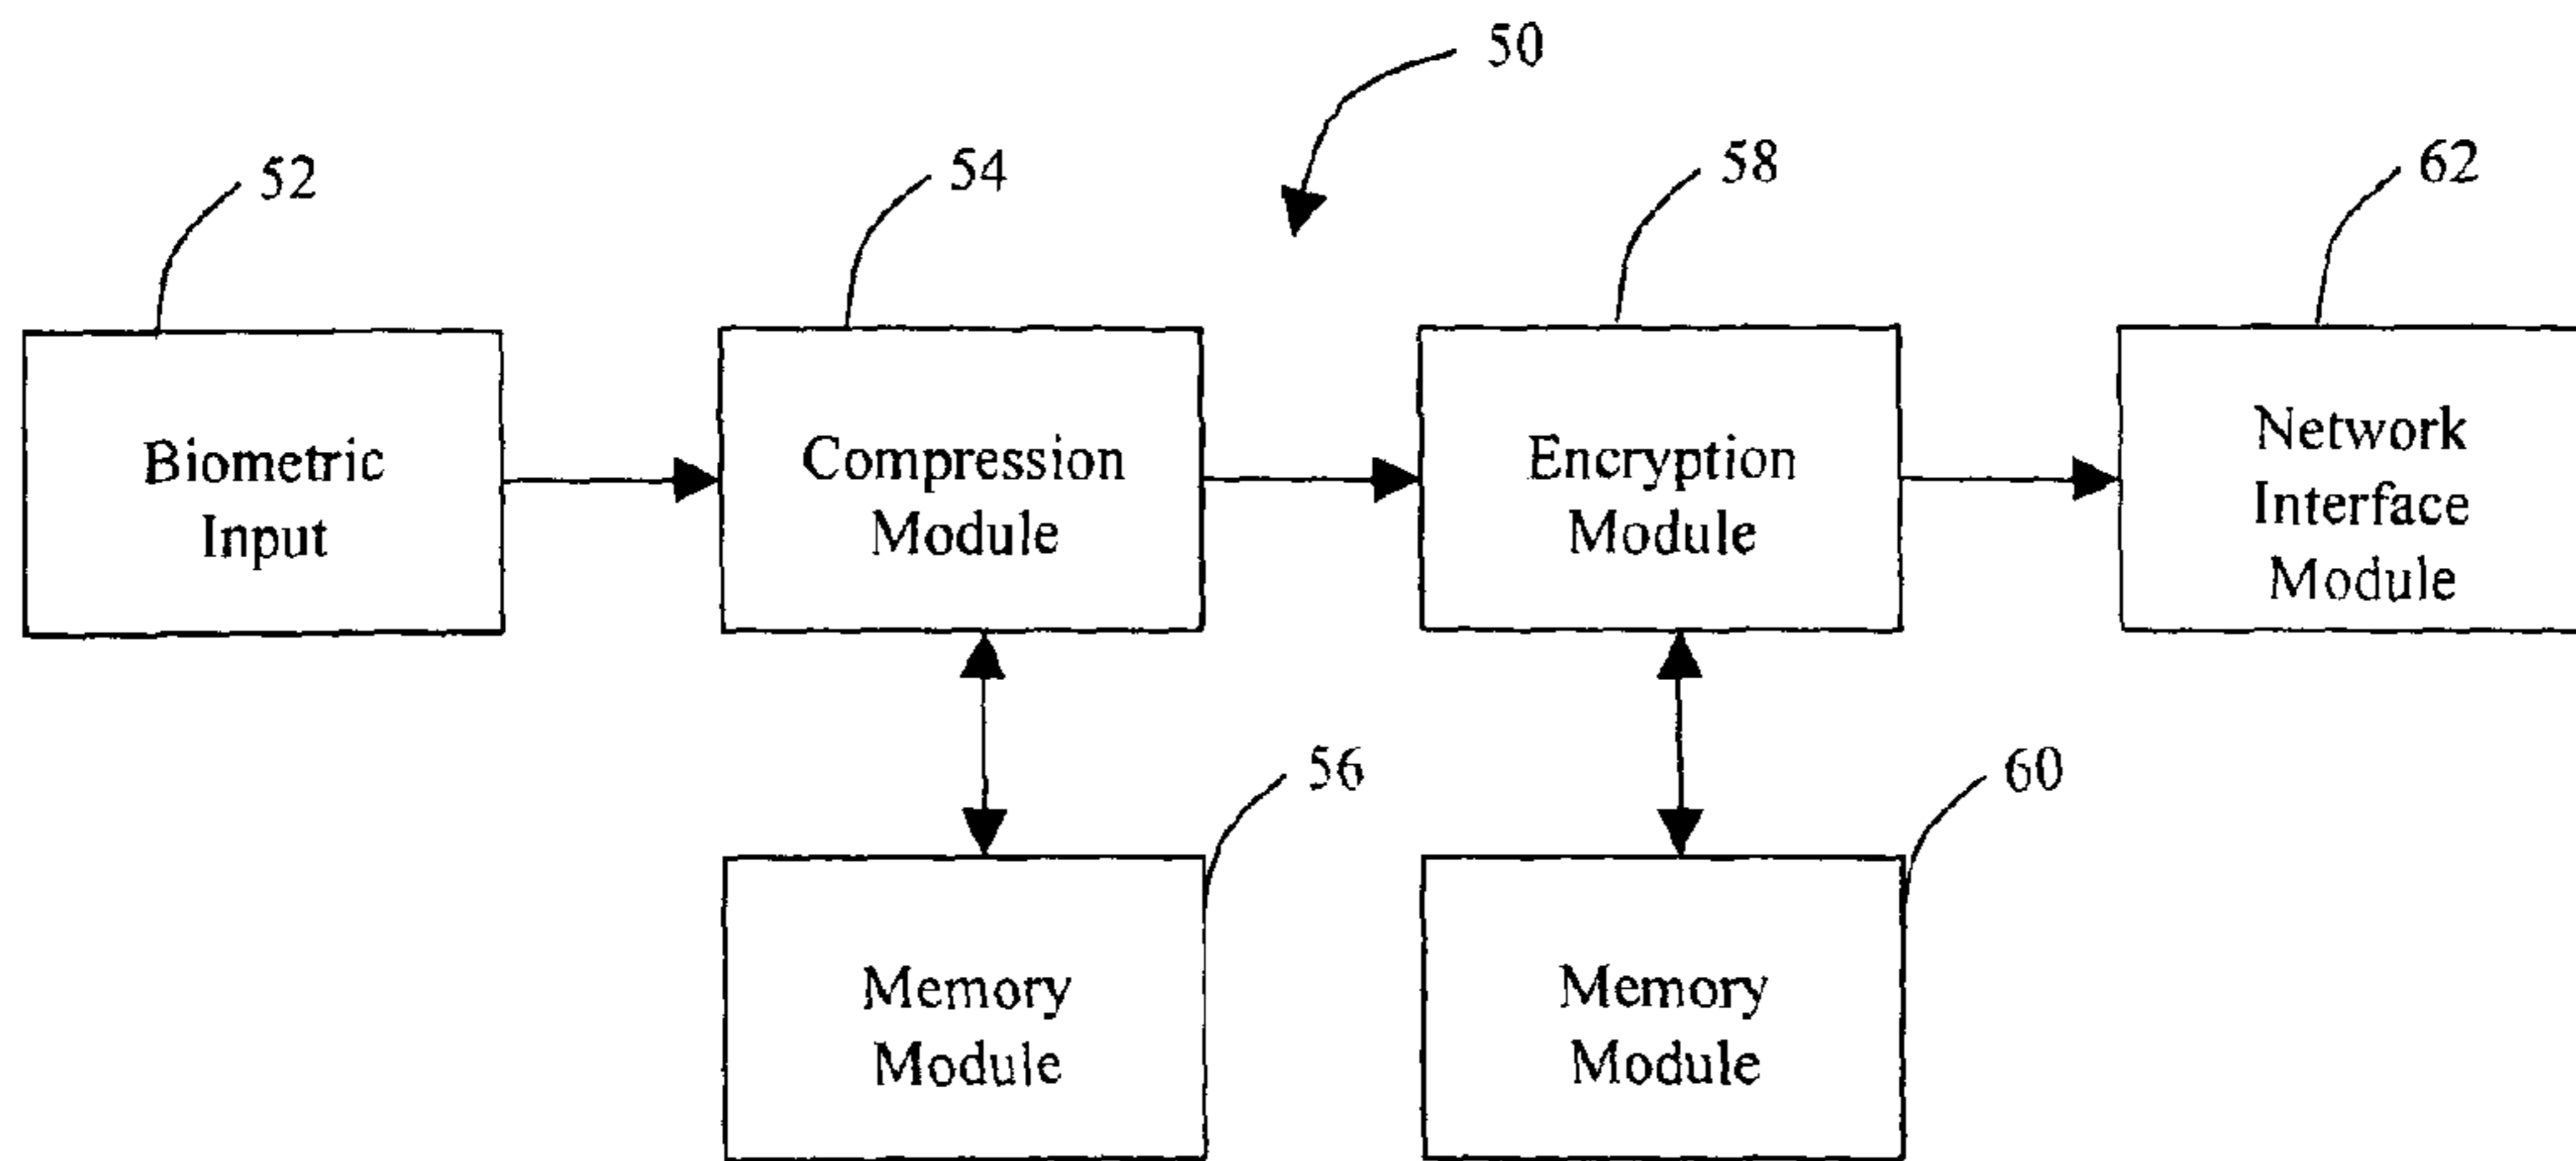 50
52
54
58
62
Biometric
Input
Compression
Module
Encryption
Module
Network
Interface
Module
56
60
Memory
Module
Memory
Module